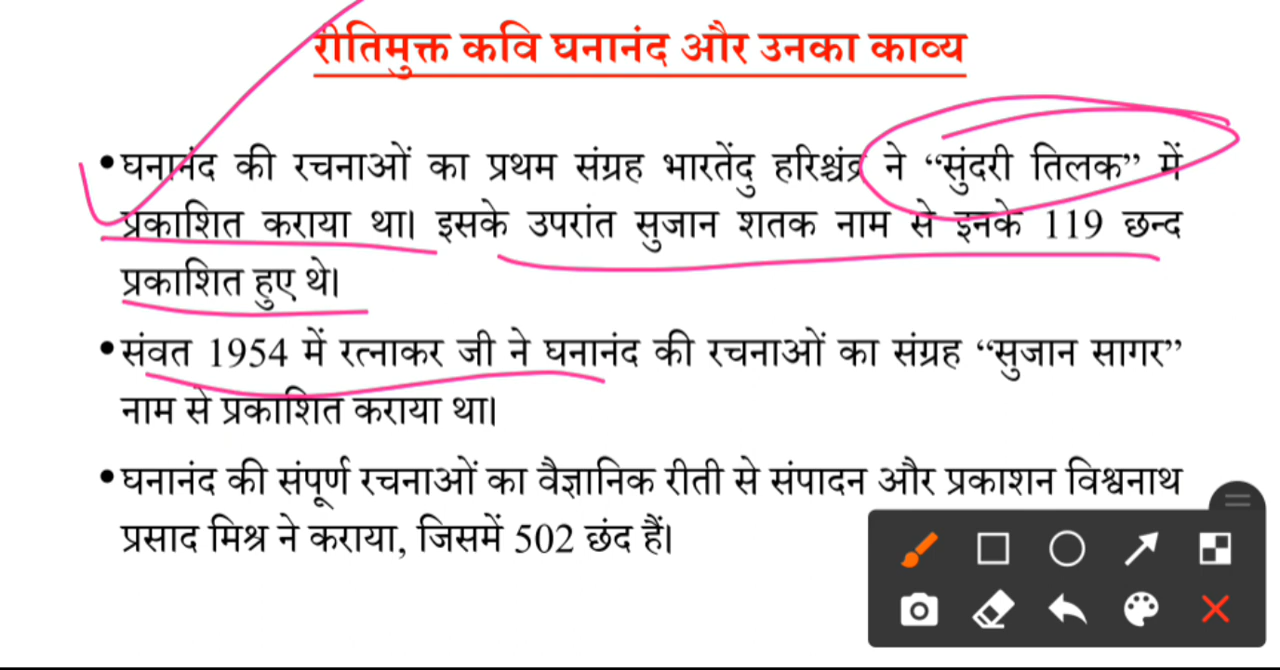 रीतिमुक्त कवि घनानंद और उनका काव्य
•घनानंद की रचनाओं का प्रथम संग्रह भारतेंदु हरिश्चंद्र ने “सुंदरी तिलक” में
प्रकाशित कराया था। इसके उपरांत सुजान शतक नाम से इनके 119 छन्द
प्रकाशित हुए थे।
•संवत 1954 में रत्नाकर जी ने घनानंद की रचनाओं का संग्रह “सुजान सागर”
नाम से प्रकाशित कराया था।
•घनानंद की संपूर्ण रचनाओं का वैज्ञानिक रीती से संपादन और प्रकाशन विश्वनाथ
प्रसाद मिश्र ने कराया, जिसमें 502 छंद हैं।